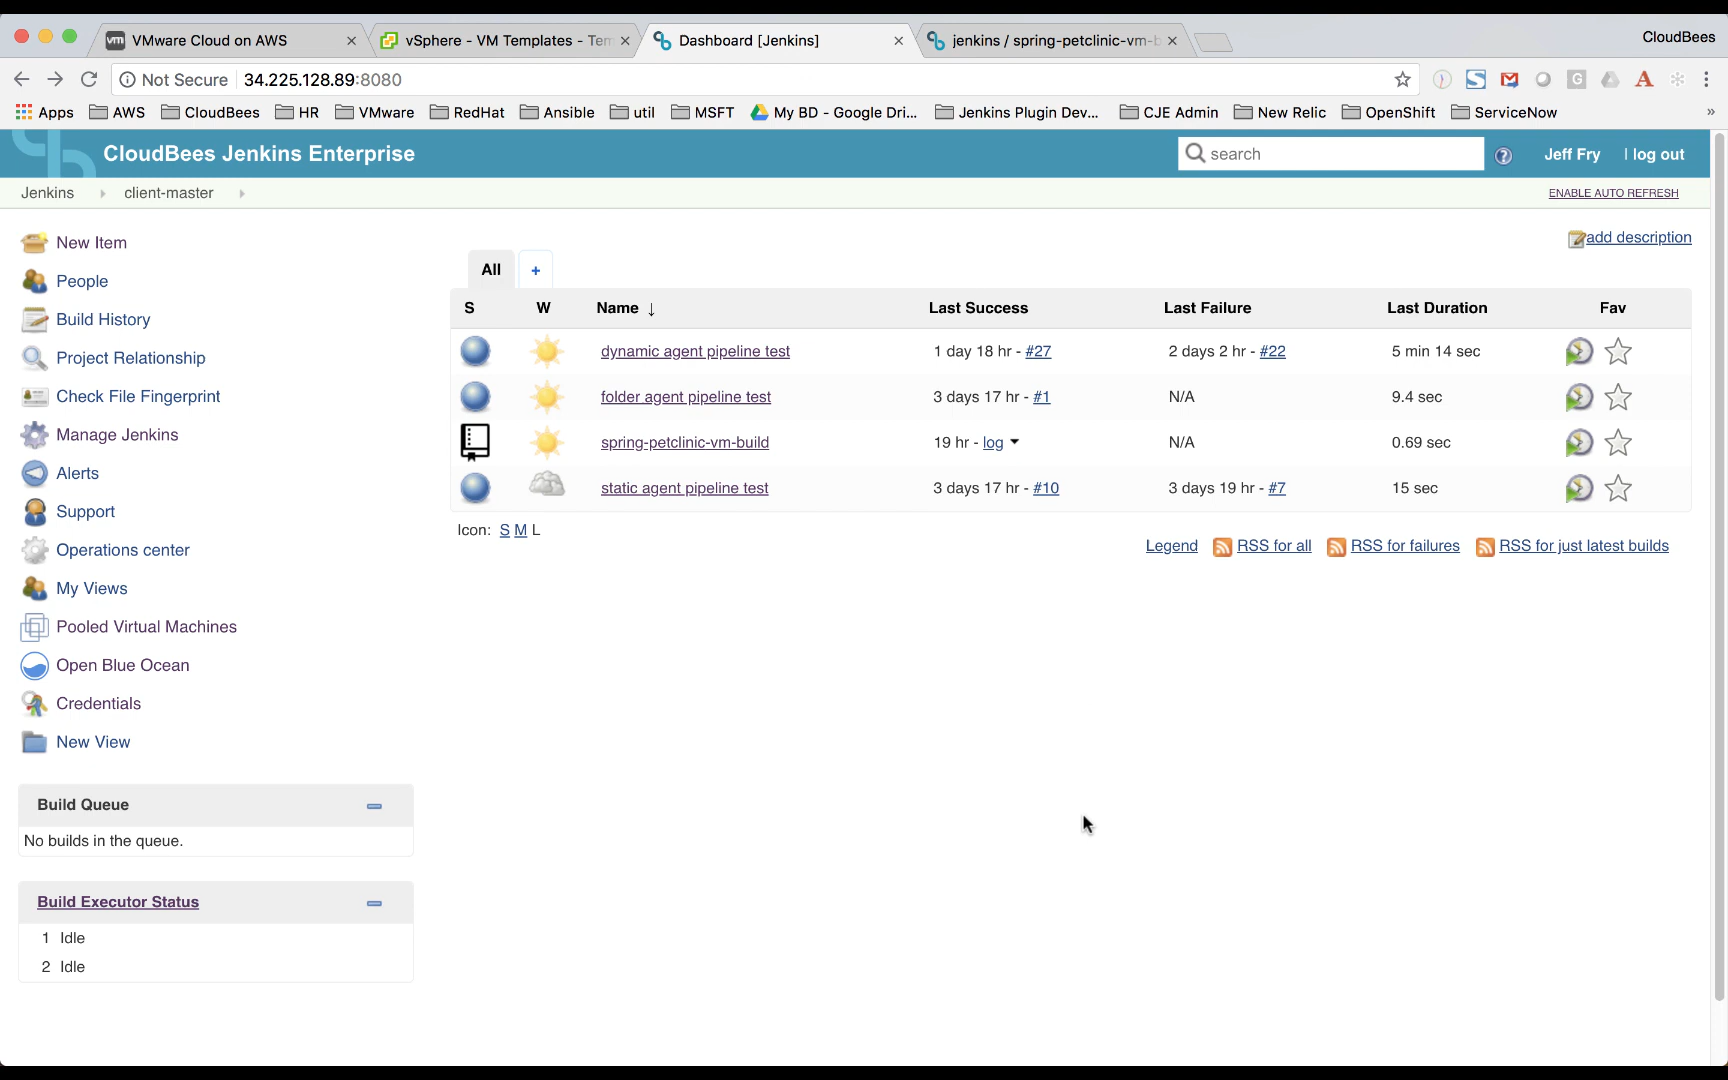 VMware Cloud on AWS
vSphere - VM Templates - Tem
Dashboard [Jenkins]
jenkins / spring-petclinic-vm-b
CloudBees
Not Secure 34.225.128.89:8080
Apps AWS CloudBees HR VMware RedHat Ansible util MSFT My BD - Google Dri... Jenkins Plugin Dev... CJE Admin New Relic OpenShift ServiceNow »
CloudBees Jenkins Enterprise
search
Jeff Fry | log out
Jenkins client-master
ENABLE AUTO REFRESH
New Item
People
Build History
Project Relationship
Check File Fingerprint
Manage Jenkins
Alerts
Support
Operations center
My Views
Pooled Virtual Machines
Open Blue Ocean
Credentials
New View
Build Queue
No builds in the queue.
Build Executor Status
1 Idle
2 Idle
add description
All +
S W Name ↓ Last Success Last Failure Last Duration Fav
dynamic agent pipeline test 1 day 18 hr - #27 2 days 2 hr - #22 5 min 14 sec
folder agent pipeline test 3 days 17 hr - #1 N/A 9.4 sec
spring-petclinic-vm-build 19 hr - log N/A 0.69 sec
static agent pipeline test 3 days 17 hr - #10 3 days 19 hr - #7 15 sec
Icon: S M L
Legend RSS for all RSS for failures RSS for just latest builds